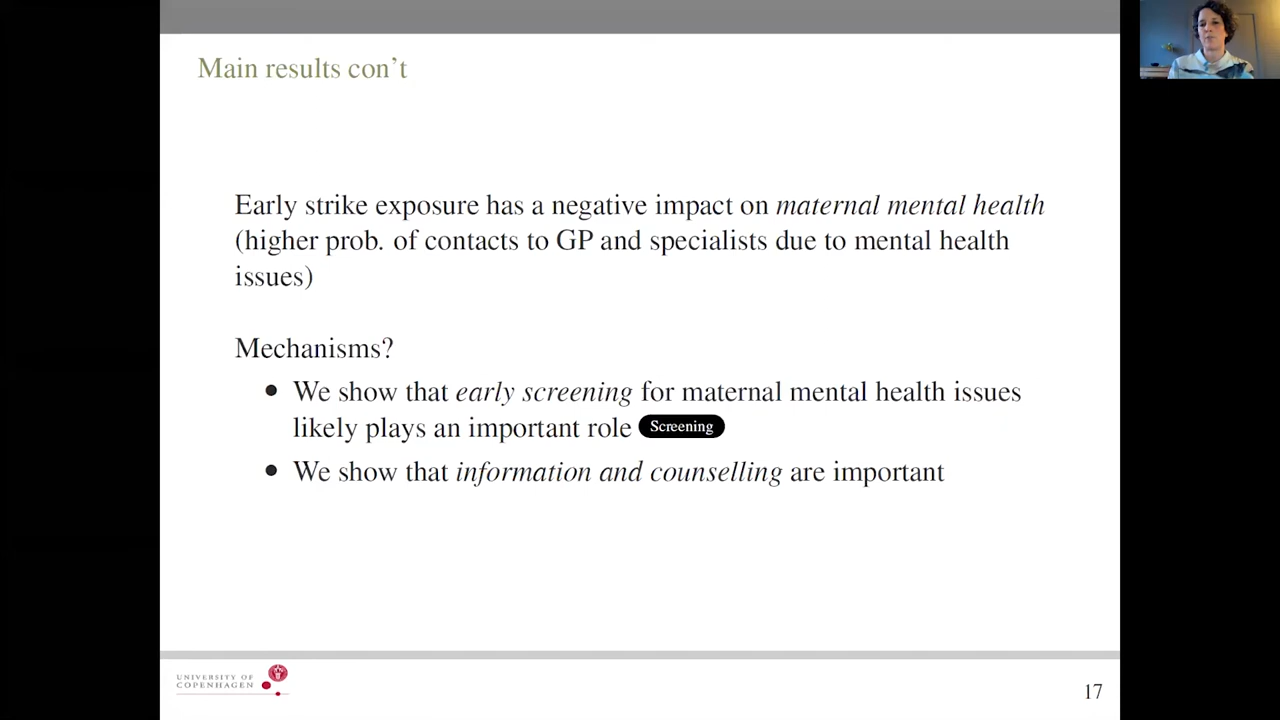 Main results con't
Early strike exposure has a negative impact on maternal mental health
(higher prob. of contacts to GP and specialists due to mental health
issues)
Mechanisms?
● We show that early screening for maternal mental health issues
likely plays an important role Screening
● We show that information and counselling are important
UNIVERSITY OF
COPENHAGEN
17